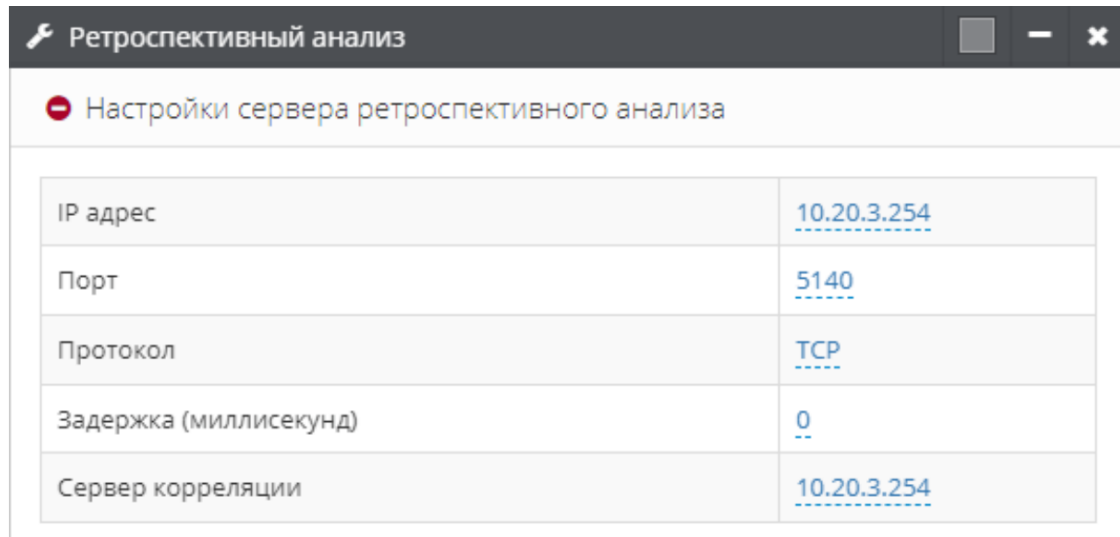 Ретроспективный анализ
Настройки сервера ретроспективного анализа
IP адрес 10.20.3.254
Порт 5140
Протокол TCP
Задержка (миллисекунд) 0
Сервер корреляции 10.20.3.254